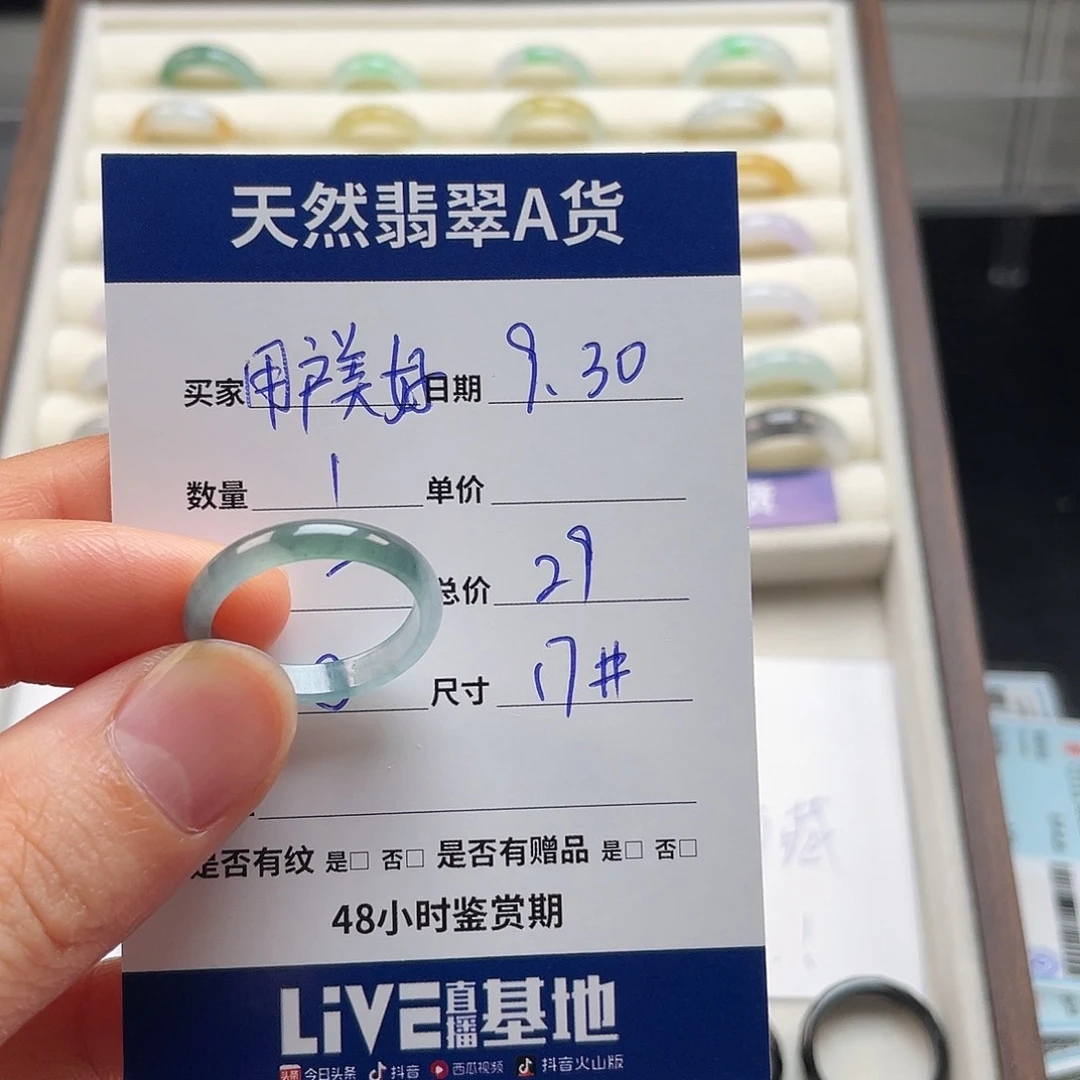 天然翡翠A货
买家 用户美好 日期 9.30
数量 1 单价
总价 29
尺寸 17#
是否有纹 是□ 否□ 是否有赠品 是□ 否□
48小时鉴赏期
LiVE直播基地
头条 今日头条 抖音 西瓜视频 抖音火山版